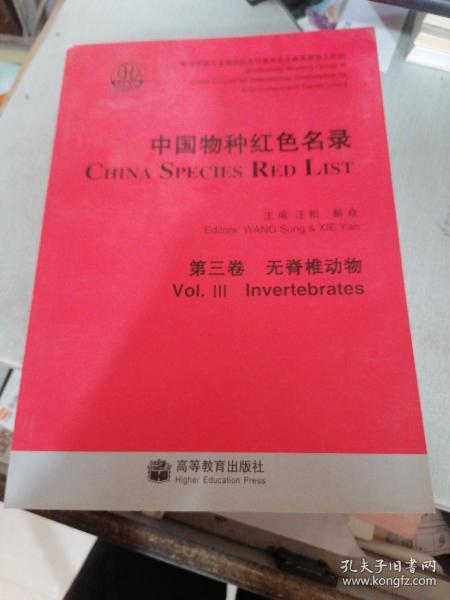 中国物种红色名录
CHINA SPECIES RED LIST
主编 汪松 解焱
Editors: WANG Sung & XIE Yan
第三卷 无脊椎动物
Vol. III Invertebrates
高等教育出版社
Higher Education Press
孔夫子旧书网
www.kongfz.com